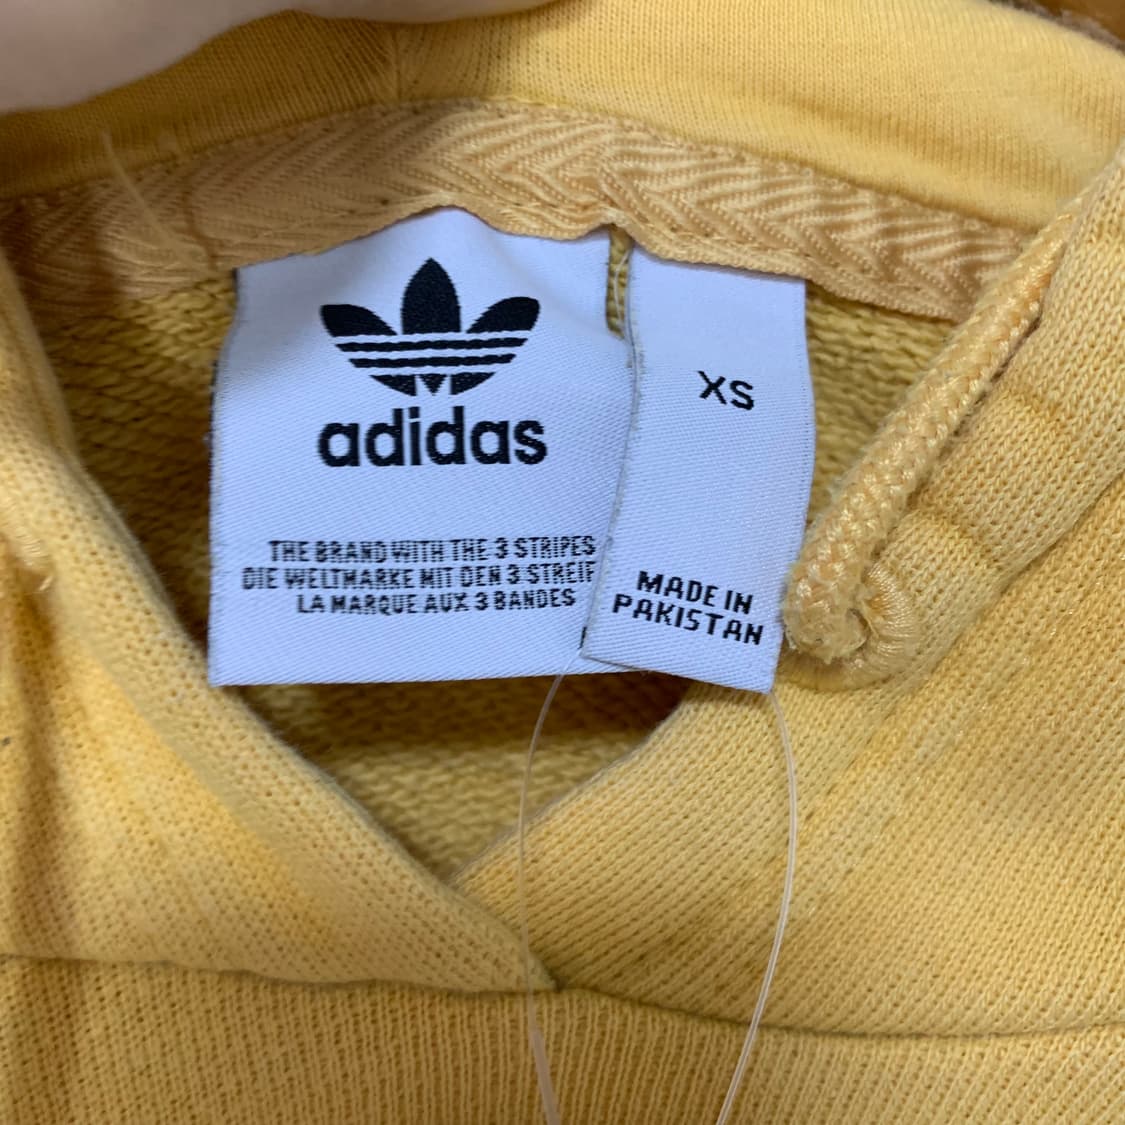 adidas
THE BRAND WITH THE 3 STRIPES
DIE WELTMARKE MIT DEN 3 STREIF
LA MARQUE AUX 3 BANDES
XS
MADE IN
PAKISTAN